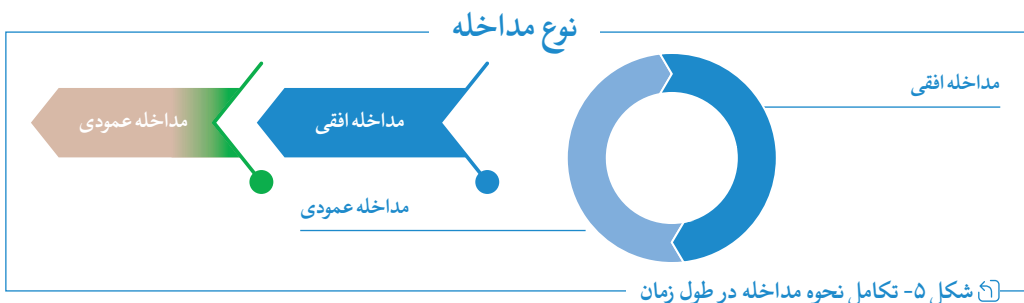 نوع مداخله
مداخله افقی
مداخله افقی
مداخله عمودی
مداخله عمودی
شکل ۵- تکامل نحوه مداخله در طول زمان